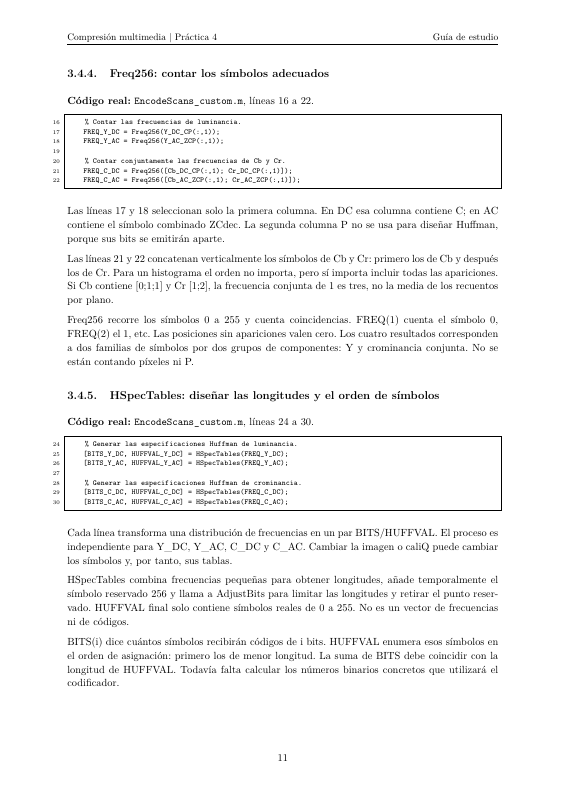 Compresión multimedia | Práctica 4 Guía de estudio
3.4.4. Freq256: contar los símbolos adecuados
Código real: EncodeScans_custom.m, líneas 16 a 22.
16 % Contar las frecuencias de luminancia.
17 FREQ_Y_DC = Freq256(Y_DC_CP(:,1));
18 FREQ_Y_AC = Freq256(Y_AC_ZCP(:,1));
19
20 % Contar conjuntamente las frecuencias de Cb y Cr.
21 FREQ_C_DC = Freq256([Cb_DC_CP(:,1); Cr_DC_CP(:,1)]);
22 FREQ_C_AC = Freq256([Cb_AC_ZCP(:,1); Cr_AC_ZCP(:,1)]);
Las líneas 17 y 18 seleccionan solo la primera columna. En DC esa columna contiene C; en AC
contiene el símbolo combinado ZCdec. La segunda columna P no se usa para diseñar Huffman,
porque sus bits se emitirán aparte.
Las líneas 21 y 22 concatenan verticalmente los símbolos de Cb y Cr: primero los de Cb y después
los de Cr. Para un histograma el orden no importa, pero sí importa incluir todas las apariciones.
Si Cb contiene [0;1;1] y Cr [1;2], la frecuencia conjunta de 1 es tres, no la media de los recuentos
por plano.
Freq256 recorre los símbolos 0 a 255 y cuenta coincidencias. FREQ(1) cuenta el símbolo 0,
FREQ(2) el 1, etc. Las posiciones sin apariciones valen cero. Los cuatro resultados corresponden
a dos familias de símbolos por dos grupos de componentes: Y y crominancia conjunta. No se
están contando píxeles ni P.
3.4.5. HSpecTables: diseñar las longitudes y el orden de símbolos
Código real: EncodeScans_custom.m, líneas 24 a 30.
24 % Generar las especificaciones Huffman de luminancia.
25 [BITS_Y_DC, HUFFVAL_Y_DC] = HSpecTables(FREQ_Y_DC);
26 [BITS_Y_AC, HUFFVAL_Y_AC] = HSpecTables(FREQ_Y_AC);
27
28 % Generar las especificaciones Huffman de crominancia.
29 [BITS_C_DC, HUFFVAL_C_DC] = HSpecTables(FREQ_C_DC);
30 [BITS_C_AC, HUFFVAL_C_AC] = HSpecTables(FREQ_C_AC);
Cada línea transforma una distribución de frecuencias en un par BITS/HUFFVAL. El proceso es
independiente para Y_DC, Y_AC, C_DC y C_AC. Cambiar la imagen o caliQ puede cambiar
los símbolos y, por tanto, sus tablas.
HSpecTables combina frecuencias pequeñas para obtener longitudes, añade temporalmente el
símbolo reservado 256 y llama a AdjustBits para limitar las longitudes y retirar el punto reser-
vado. HUFFVAL final solo contiene símbolos reales de 0 a 255. No es un vector de frecuencias
ni de códigos.
BITS(i) dice cuántos símbolos recibirán códigos de i bits. HUFFVAL enumera esos símbolos en
el orden de asignación: primero los de menor longitud. La suma de BITS debe coincidir con la
longitud de HUFFVAL. Todavía falta calcular los números binarios concretos que utilizará el
codificador.
11